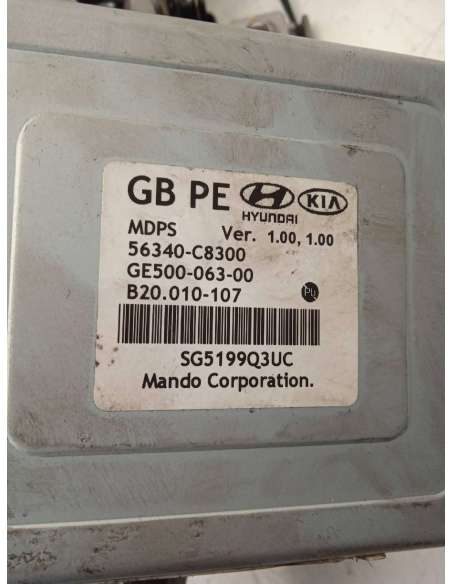 GB PE HYUNDAI KIA
MDPS Ver. 1.00, 1.00
56340-C8300
GE500-063-00
B20.010-107
SG5199Q3UC
Mando Corporation.